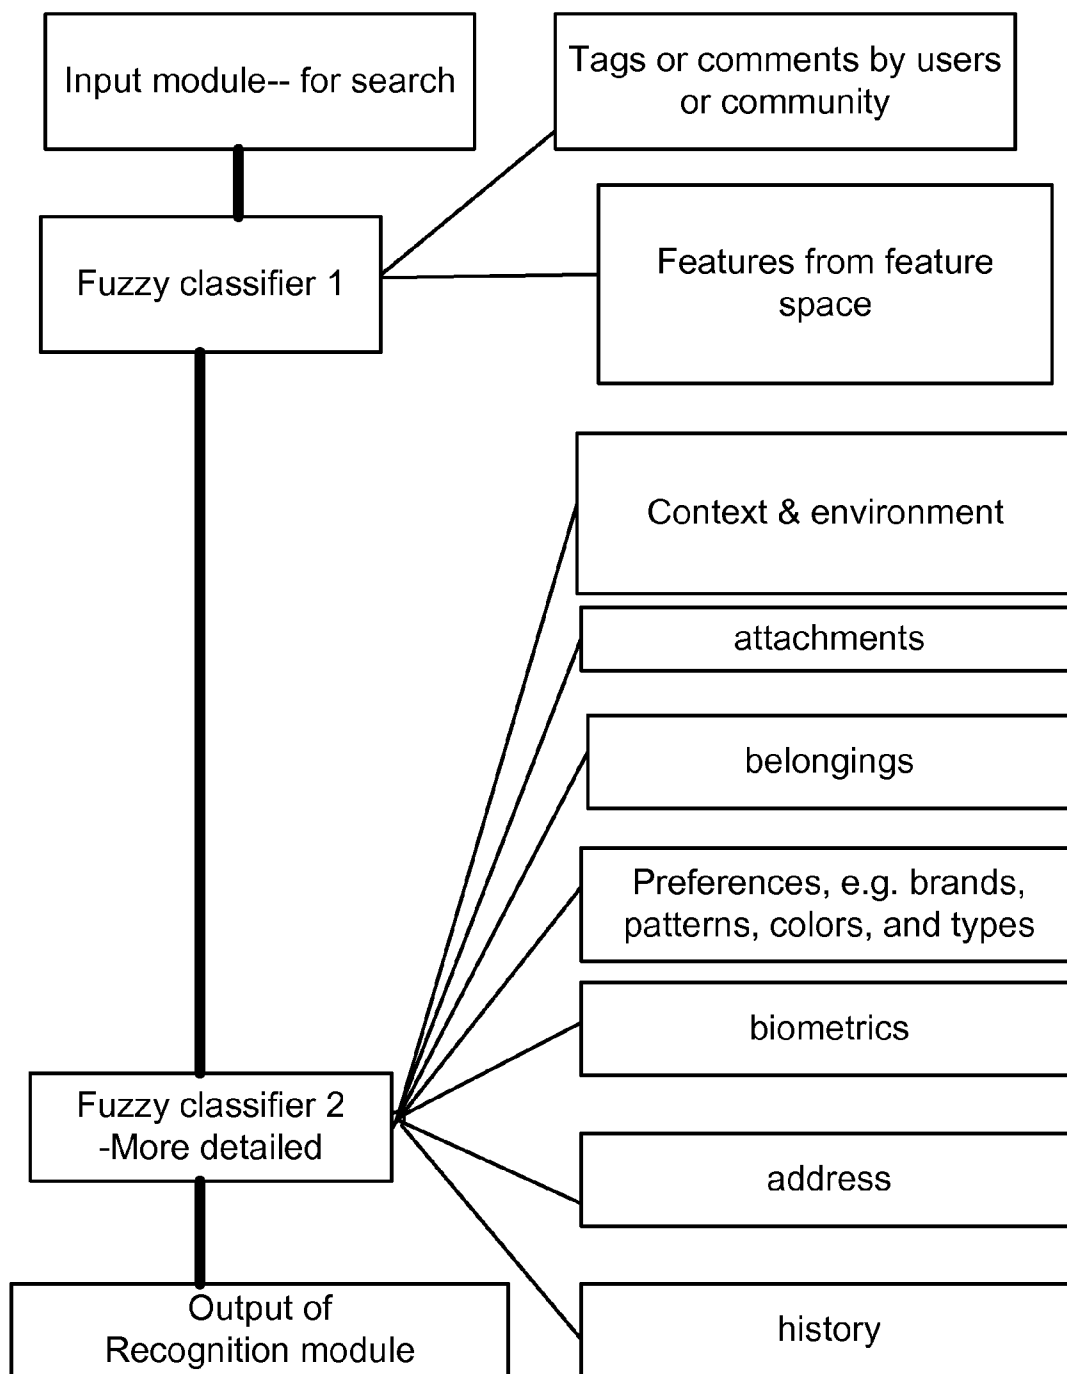 Input module-- for search
Tags or comments by users
or community
Fuzzy classifier 1
Features from feature
space
Context & environment
attachments
belongings
Preferences, e.g. brands,
patterns, colors, and types
biometrics
Fuzzy classifier 2
-More detailed
address
history
Output of
Recognition module